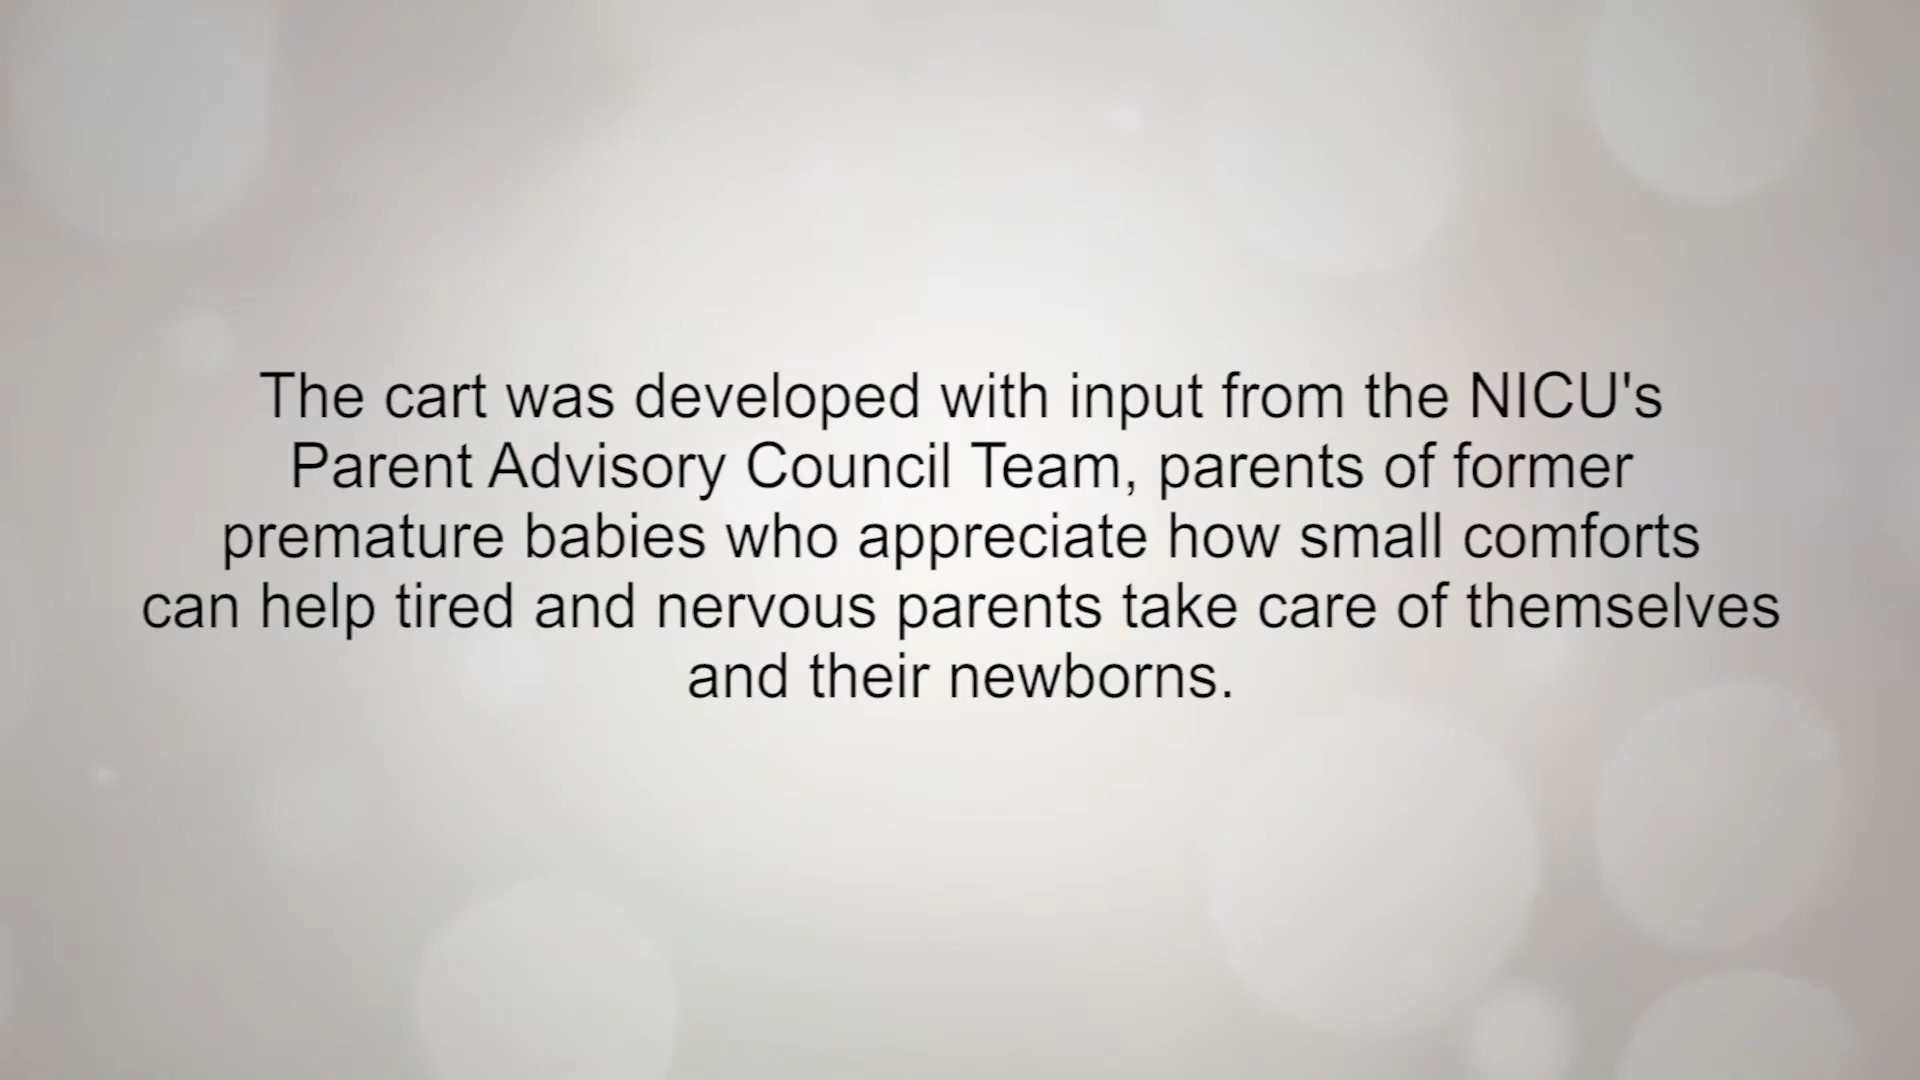 The cart was developed with input from the NICU's
Parent Advisory Council Team, parents of former
premature babies who appreciate how small comforts
can help tired and nervous parents take care of themselves
and their newborns.